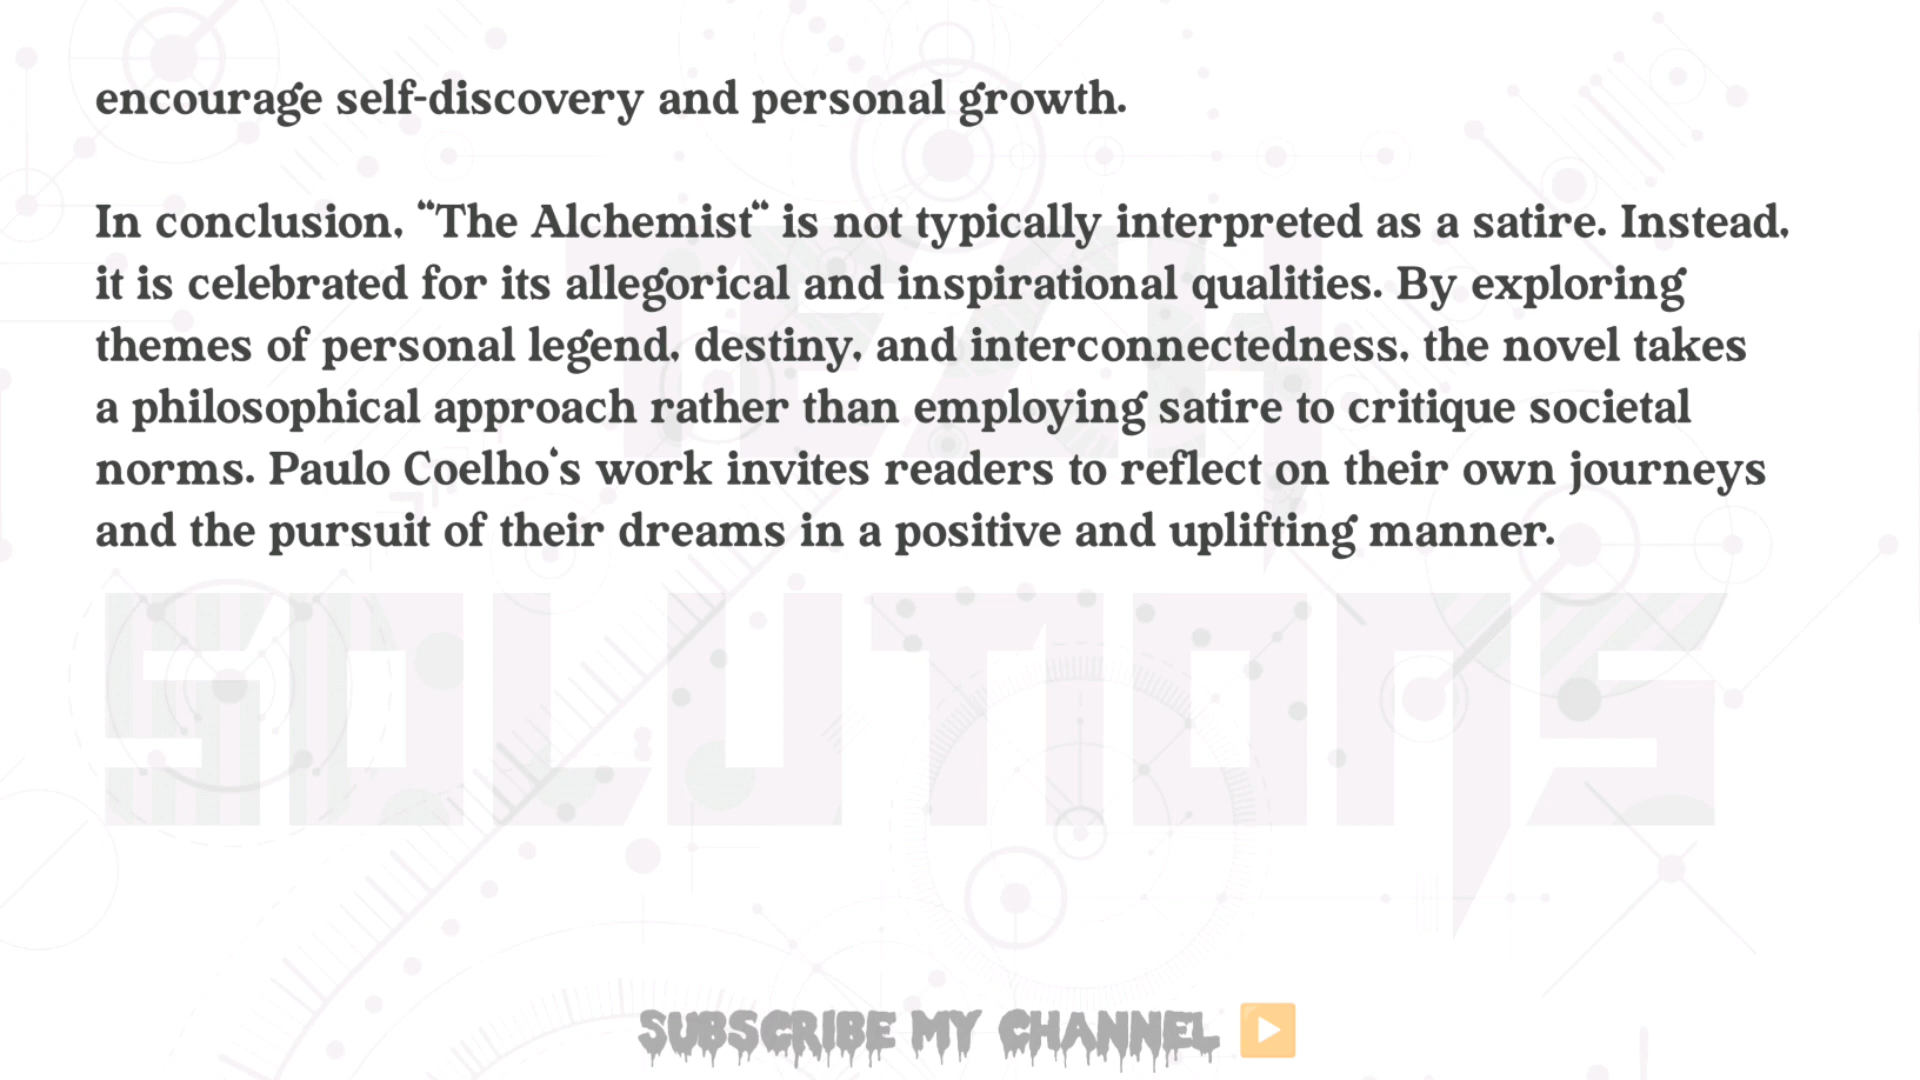 encourage self-discovery and personal growth.
In conclusion, “The Alchemist“ is not typically interpreted as a satire. Instead,
it is celebrated for its allegorical and inspirational qualities. By exploring
themes of personal legend, destiny, and interconnectedness, the novel takes
a philosophical approach rather than employing satire to critique societal
norms. Paulo Coelho‘s work invites readers to reflect on their own journeys
and the pursuit of their dreams in a positive and uplifting manner.
SOLUTIONS
SUBSCRIBE MY CHANNEL